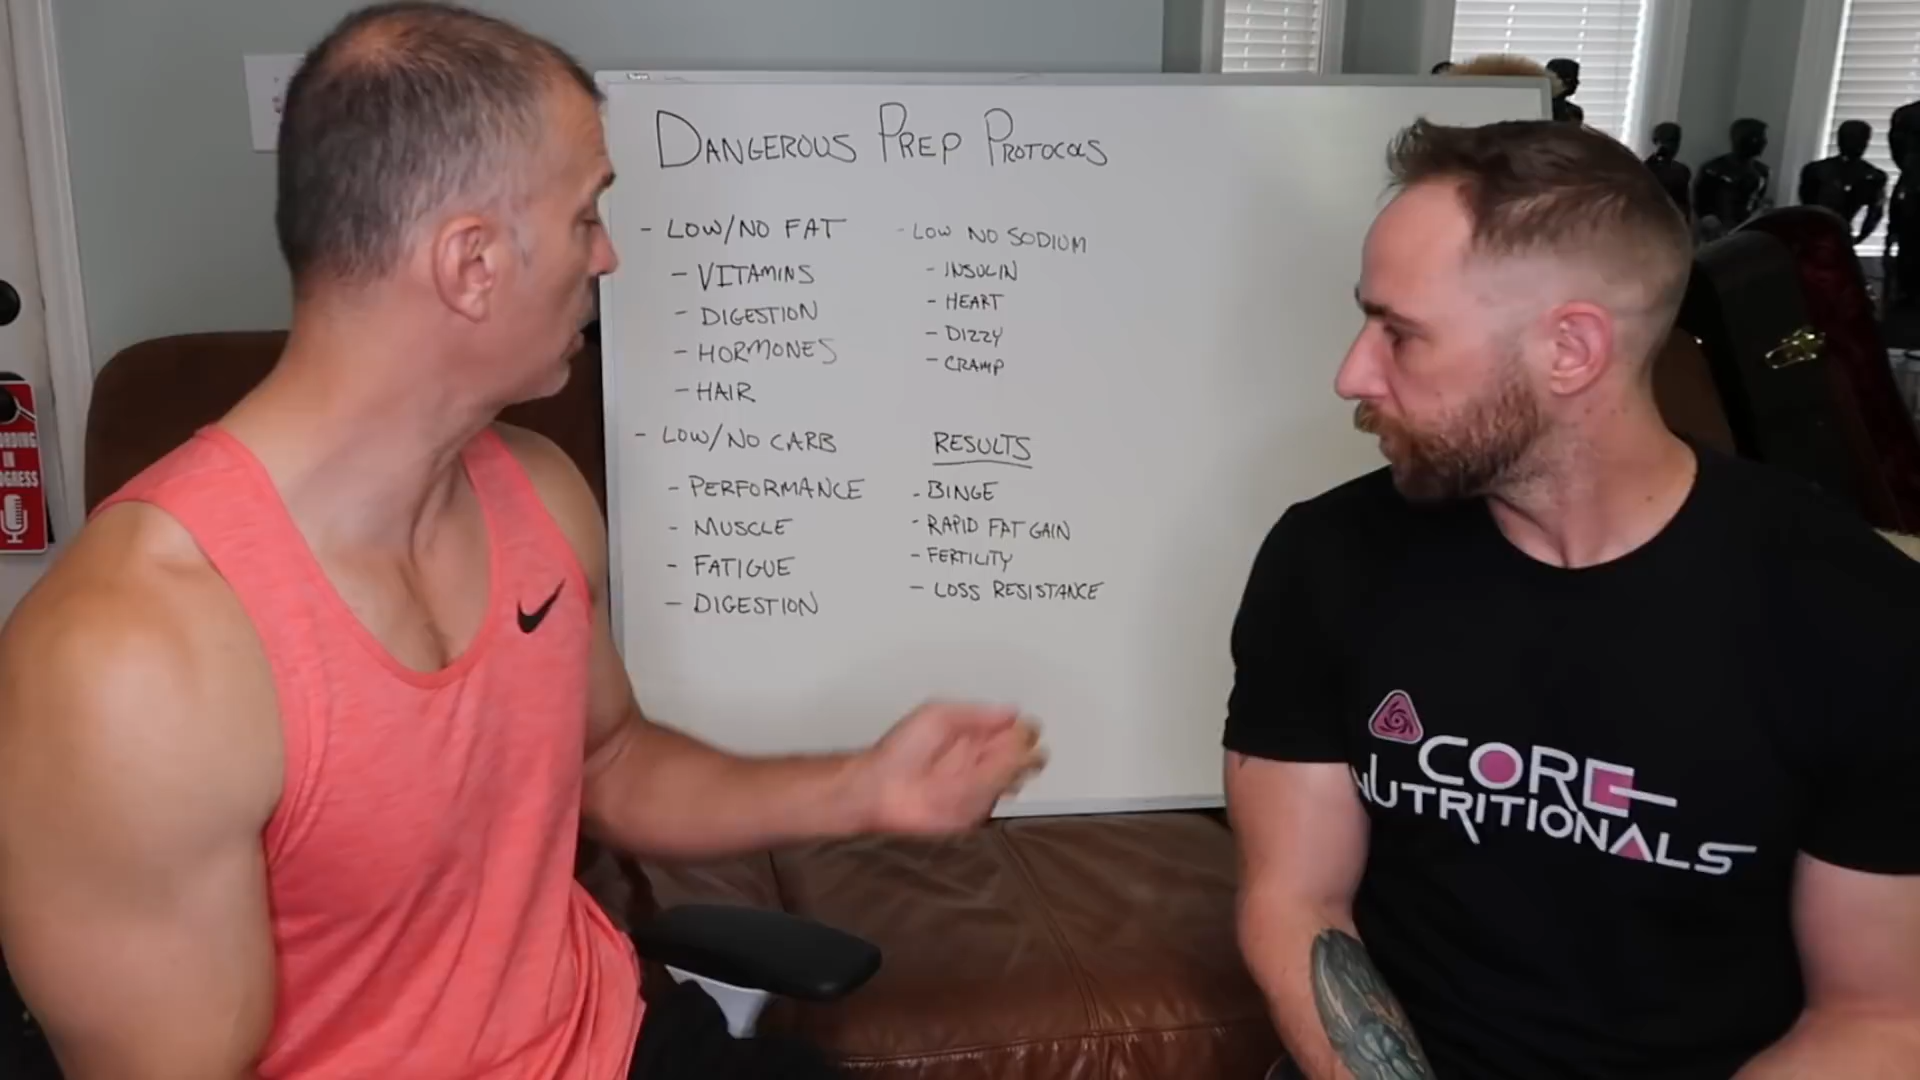 DANGEROUS PREP PROTOCOLS
- LOW/NO FAT
- VITAMINS
- DIGESTION
- HORMONES
- HAIR
- LOW/NO CARB
- PERFORMANCE
- MUSCLE
- FATIGUE
- DIGESTION
- LOW NO SODIUM
- INSULIN
- HEART
- DIZZY
- CRAMP
RESULTS
- BINGE
- RAPID FAT GAIN
- FERTILITY
- LOSS RESISTANCE
CORE
NUTRITIONALS
IN